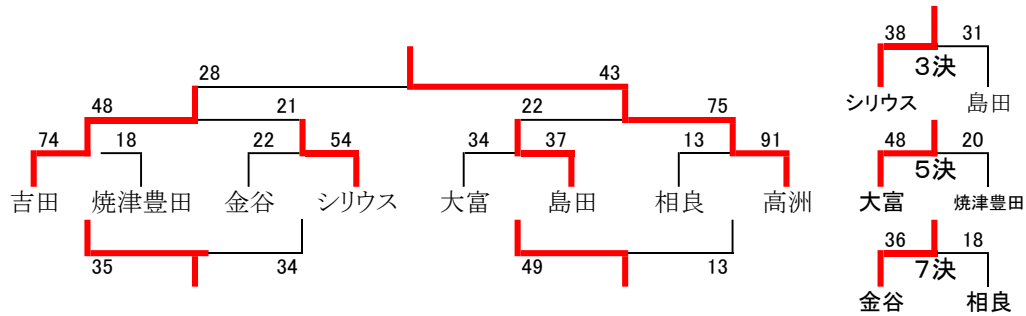 38 31
3決
シリウス 島田
28 43
48 21 22 75
74 18 22 54 34 37 13 91
吉田 焼津豊田 金谷 シリウス 大富 島田 相良 高洲
48 20
5決
大富 焼津豊田
35 34 49 13
36 18
7決
金谷 相良